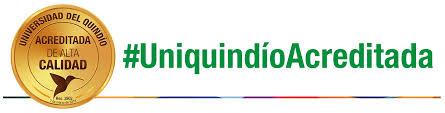 UNIVERSIDAD DEL QUINDÍO
ACREDITADA
DE ALTA
CALIDAD
#UniquindíoAcreditada